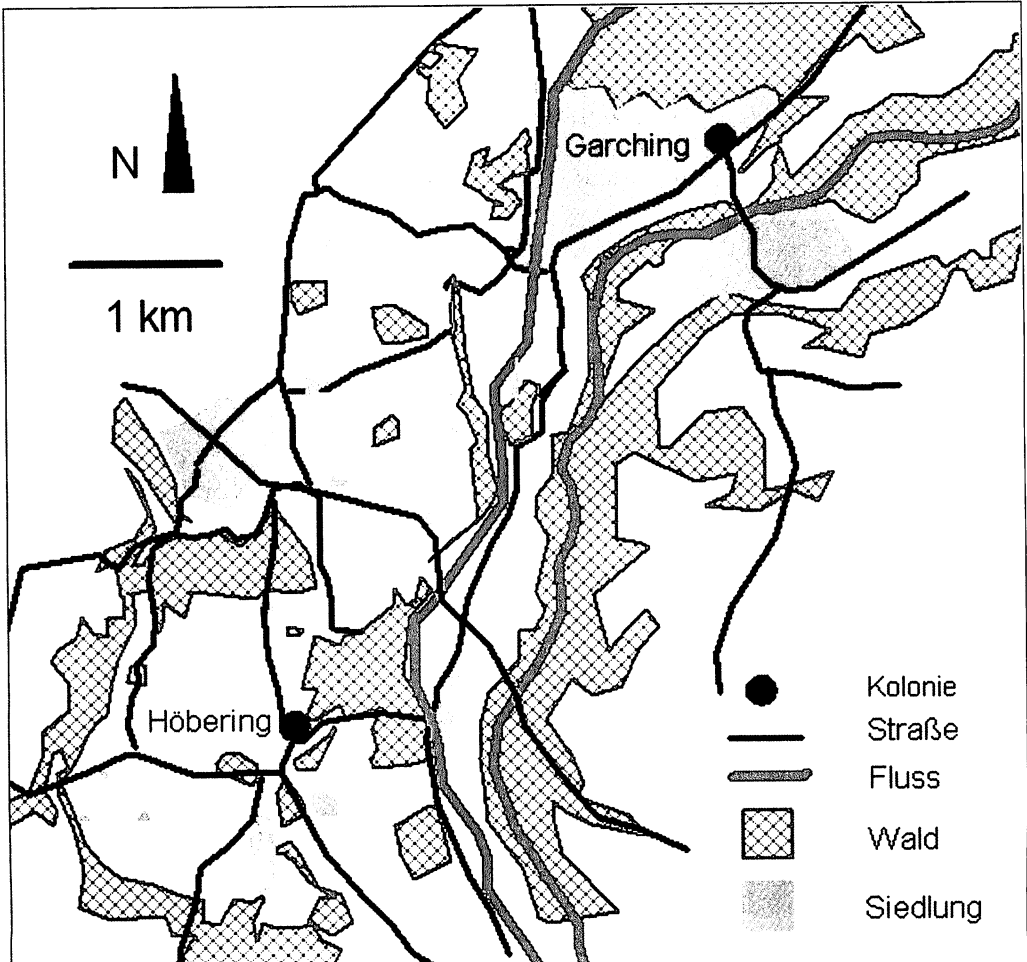 Garching
N
1 km
Höbering
Kolonie
Straße
Fluss
Wald
Siedlung